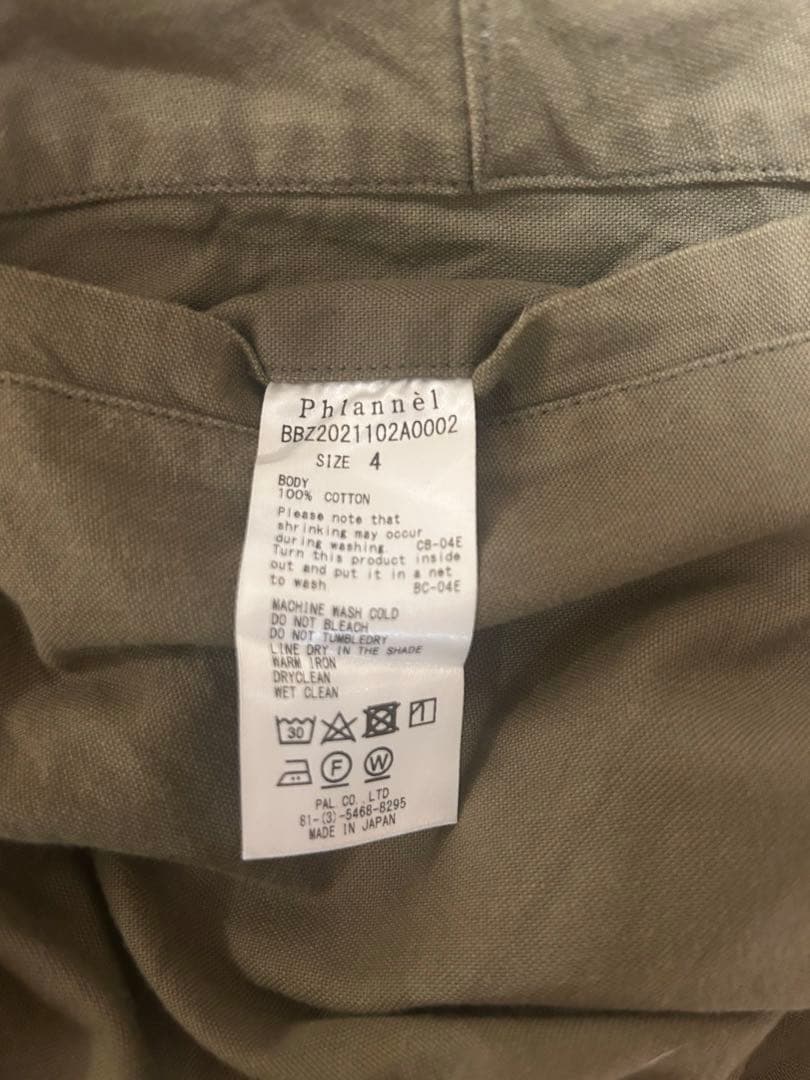 Phlannèl
BBZ2021102A0002
SIZE 4
BODY
100% COTTON
Please note that
shrinking may occur
during washing. CB-04E
Turn this product inside
out and put it in a net
to wash BC-04E
MACHINE WASH COLD
DO NOT BLEACH
DO NOT TUMBLEDRY
LINE DRY IN THE SHADE
WARM IRON
DRYCLEAN
WET CLEAN
30
F W
PAL.CO.,LTD
81-(3)-5468-8295
MADE IN JAPAN